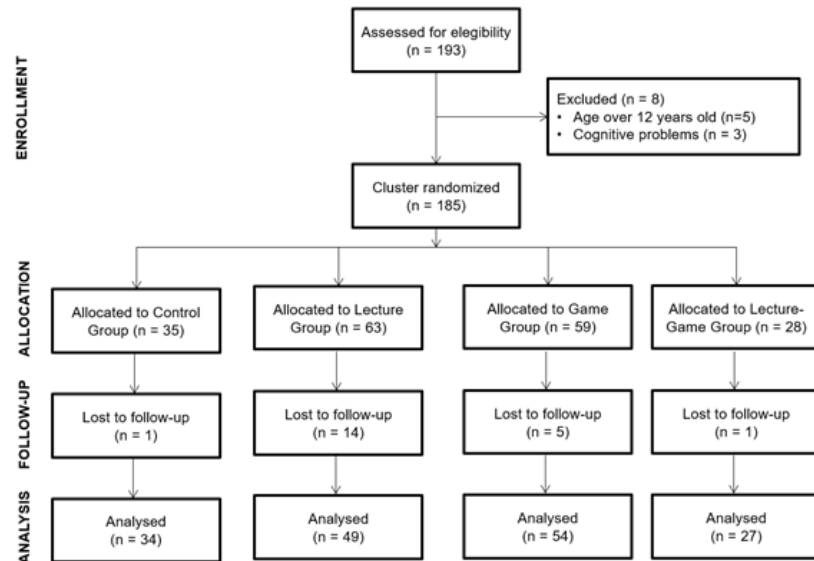 Assessed for elegibility
(n = 193)
ENROLLMENT
Excluded (n = 8)
• Age over 12 years old (n=5)
• Cognitive problems (n = 3)
Cluster randomized
(n = 185)
ALLOCATION
Allocated to Control
Group (n = 35)
Allocated to Lecture
Group (n = 63)
Allocated to Game
Group (n = 59)
Allocated to Lecture-
Game Group (n = 28)
FOLLOW-UP
Lost to follow-up
(n = 1)
Lost to follow-up
(n = 14)
Lost to follow-up
(n = 5)
Lost to follow-up
(n = 1)
ANALYSIS
Analysed
(n = 34)
Analysed
(n = 49)
Analysed
(n = 54)
Analysed
(n = 27)